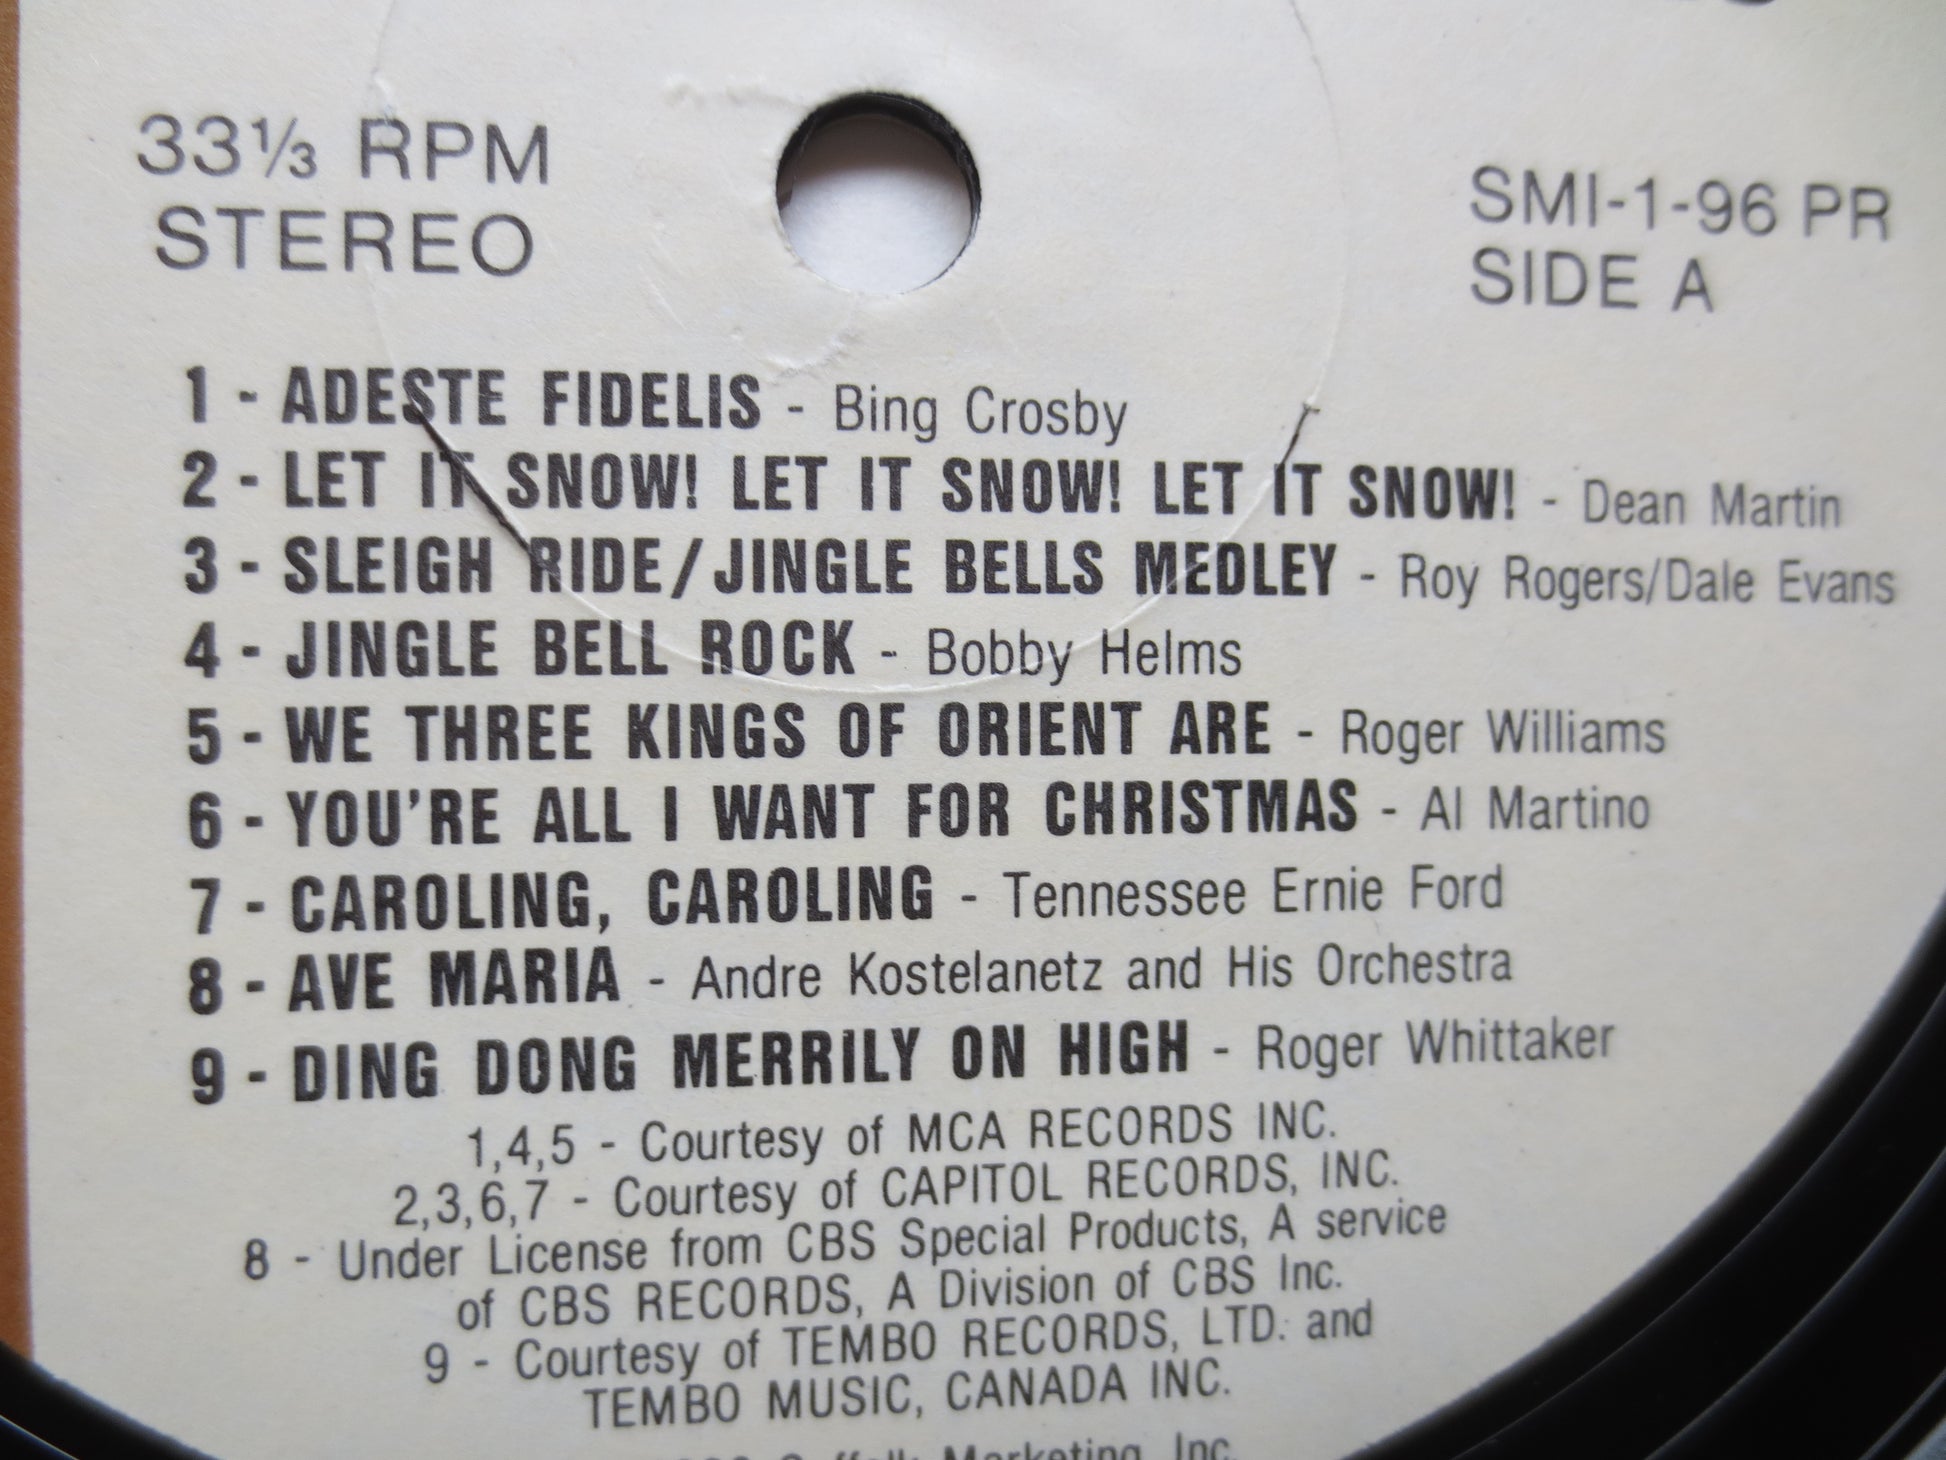 33⅓ RPM
STEREO
SMI-1-96 PR
SIDE A
1 - ADESTE FIDELIS - Bing Crosby
2 - LET IT SNOW! LET IT SNOW! LET IT SNOW! - Dean Martin
3 - SLEIGH RIDE/JINGLE BELLS MEDLEY - Roy Rogers/Dale Evans
4 - JINGLE BELL ROCK - Bobby Helms
5 - WE THREE KINGS OF ORIENT ARE - Roger Williams
6 - YOU'RE ALL I WANT FOR CHRISTMAS - Al Martino
7 - CAROLING, CAROLING - Tennessee Ernie Ford
8 - AVE MARIA - Andre Kostelanetz and His Orchestra
9 - DING DONG MERRILY ON HIGH - Roger Whittaker
1,4,5 - Courtesy of MCA RECORDS INC.
2,3,6,7 - Courtesy of CAPITOL RECORDS, INC.
8 - Under License from CBS Special Products, A service
of CBS RECORDS, A Division of CBS Inc.
9 - Courtesy of TEMBO RECORDS, LTD. and
TEMBO MUSIC, CANADA INC.
Suffolk Marketing, Inc.